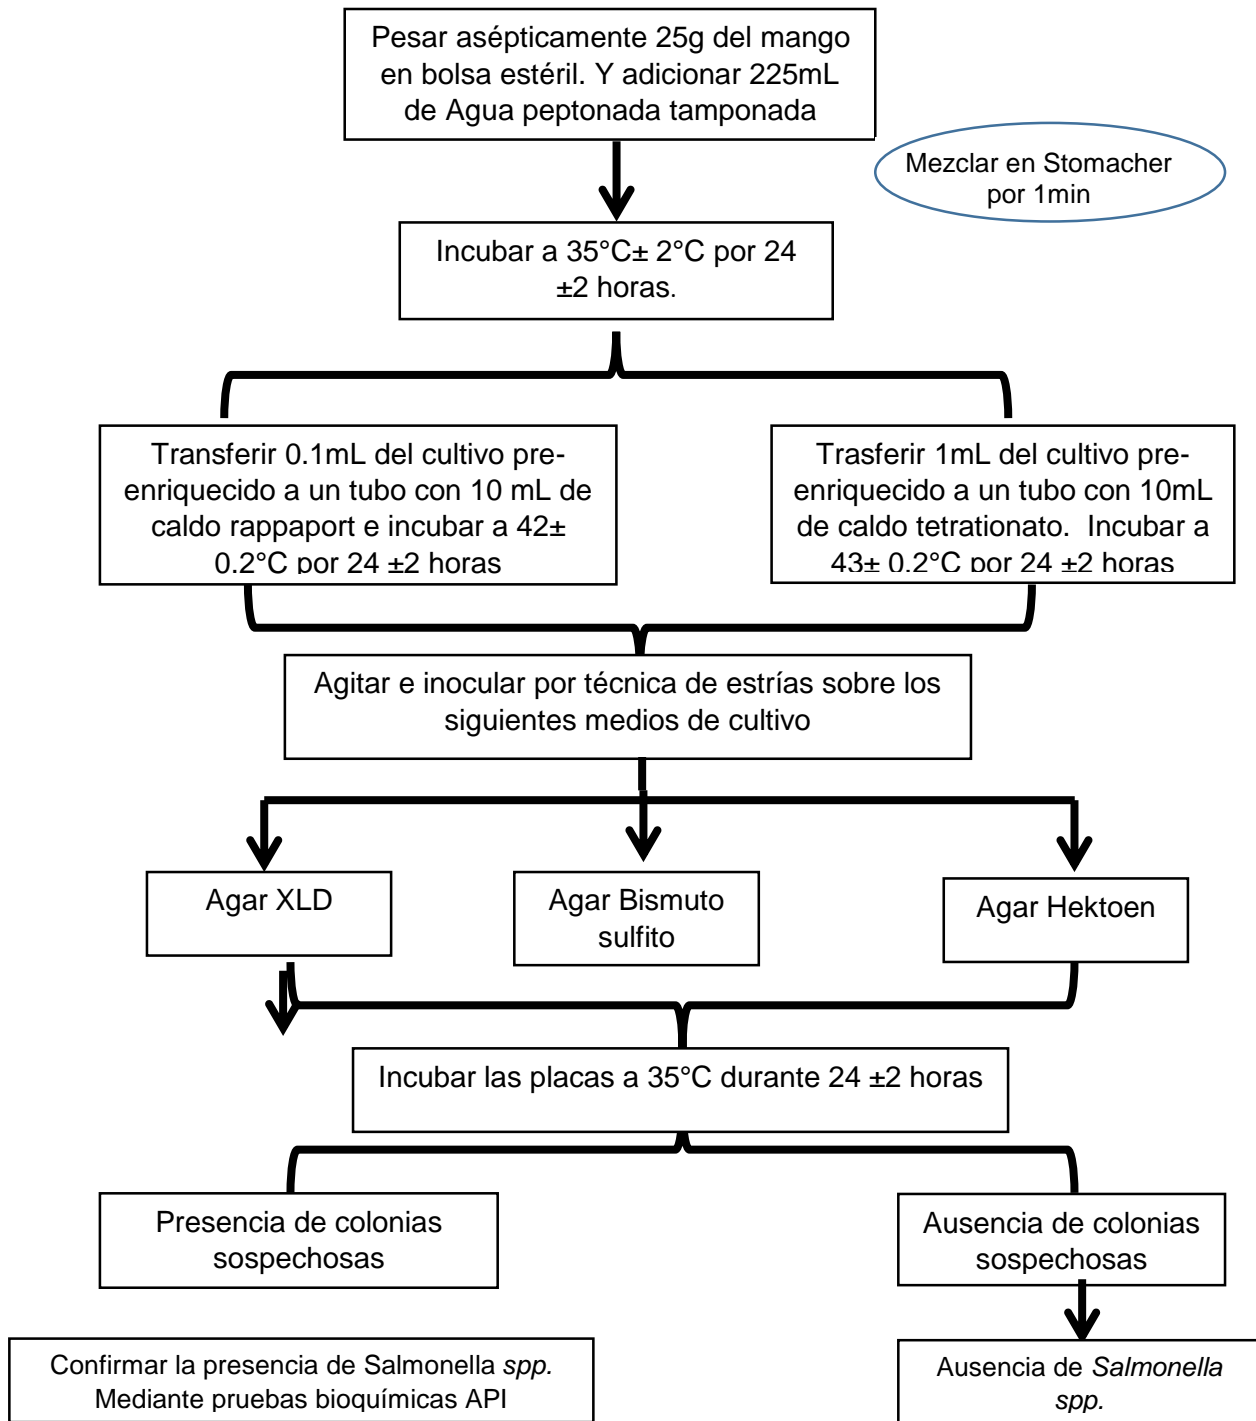 Pesar asépticamente 25g del mango
en bolsa estéril. Y adicionar 225mL
de Agua peptonada tamponada
Mezclar en Stomacher
por 1min
Incubar a 35°C± 2°C por 24
±2 horas.
Transferir 0.1mL del cultivo pre-
enriquecido a un tubo con 10 mL de
caldo rappaport e incubar a 42±
0.2°C por 24 ±2 horas
Trasferir 1mL del cultivo pre-
enriquecido a un tubo con 10mL
de caldo tetrationato. Incubar a
43± 0.2°C por 24 ±2 horas
Agitar e inocular por técnica de estrías sobre los
siguientes medios de cultivo
Agar XLD
Agar Bismuto
sulfito
Agar Hektoen
Incubar las placas a 35°C durante 24 ±2 horas
Presencia de colonias
sospechosas
Ausencia de colonias
sospechosas
Confirmar la presencia de Salmonella spp.
Mediante pruebas bioquímicas API
Ausencia de Salmonella
spp.